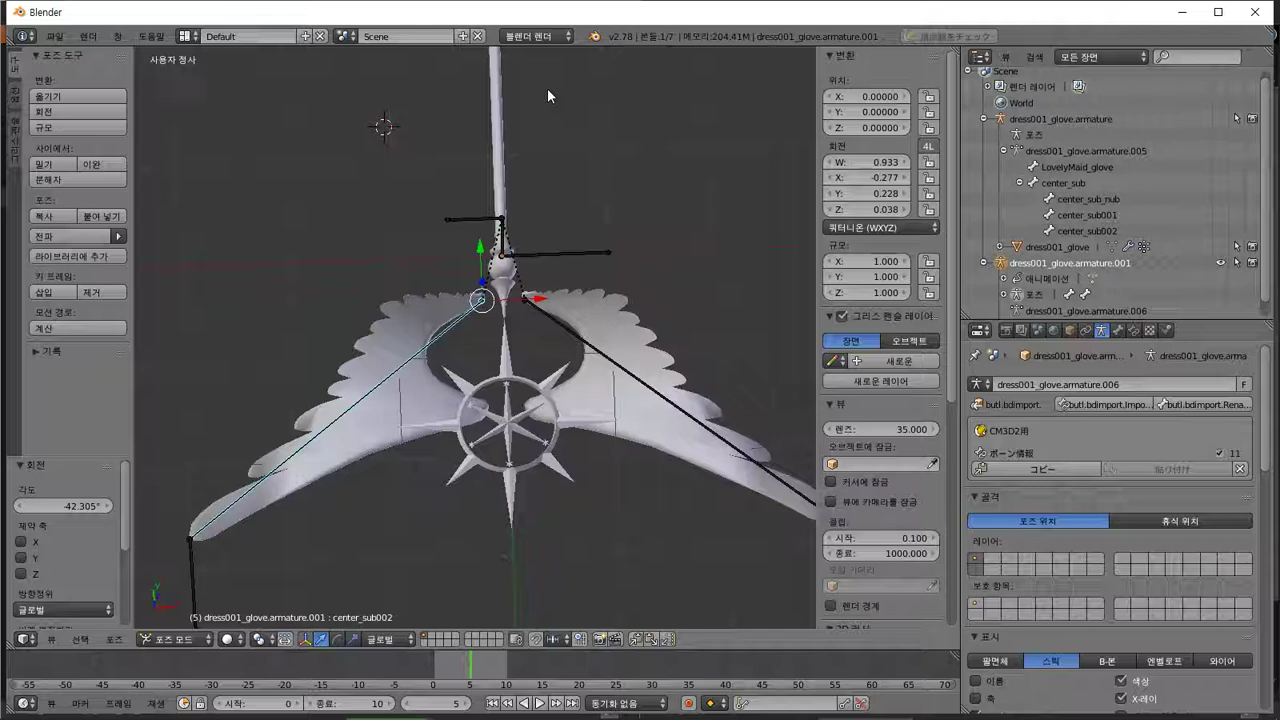 Blender
파일
렌더
창
도움말
Default
Scene
블렌더 렌더
v2.78 | 본들:1/7 | 메모리:204.41M | dress001_glove.armature.001
포즈 도구
변환:
옮기기
회전
규모
사이에서:
밀기
이완
분해자
포즈:
복사
붙여 넣기
전파
라이브러리에 추가
키 프레임:
삽입
제거
모션 경로:
계산
기록
회전
각도
-42.305°
제약 축
X
Y
Z
방향정위
글로벌
사용자 정사
(5) dress001_glove.armature.001 : center_sub002
변환
위치:
X: 0.00000
Y: 0.00000
Z: 0.00000
회전
4L
W: 0.933
X: -0.277
Y: 0.228
Z: 0.038
쿼터니온 (WXYZ)
규모:
X: 1.000
Y: 1.000
Z: 1.000
그리스 펜슬 레이어
장면
오브젝트
새로운
새로운 레이어
뷰
렌즈: 35.000
오브젝트에 잠금:
커서에 잠금
뷰에 카메라를 잠금
클립:
시작: 0.100
종료: 1000.000
렌더 경계
뷰
검색
모든 장면
Scene
렌더 레이어
World
dress001_glove.armature
포즈
dress001_glove.armature.005
LovelyMaid_glove
center_sub
center_sub_nub
center_sub001
center_sub002
dress001_glove
dress001_glove.armature.001
애니메이션
포즈
dress001_glove.armature.006
dress001_glove.arm...
dress001_glove.arma
dress001_glove.armature.006
F
butl.bdimport.
butl.bdimport.Impo...
butl.bdimport.Rena...
CM3D2用
ボーン情報
11
コピー
貼り付け
골격
포즈 위치
휴식 위치
레이어:
보호 항목:
표시
팔면체
스틱
B-본
엔벨로프
와이어
이름
색상
축
X-레이
뷰
선택
포즈
포즈 모드
글로벌
-55
-50
-45
-40
-35
-30
-25
-20
-15
-10
-5
0
5
10
15
20
25
30
35
40
45
50
55
60
65
70
뷰
마커
프레임
재생
시작: 0
종료: 10
5
동기화 없음